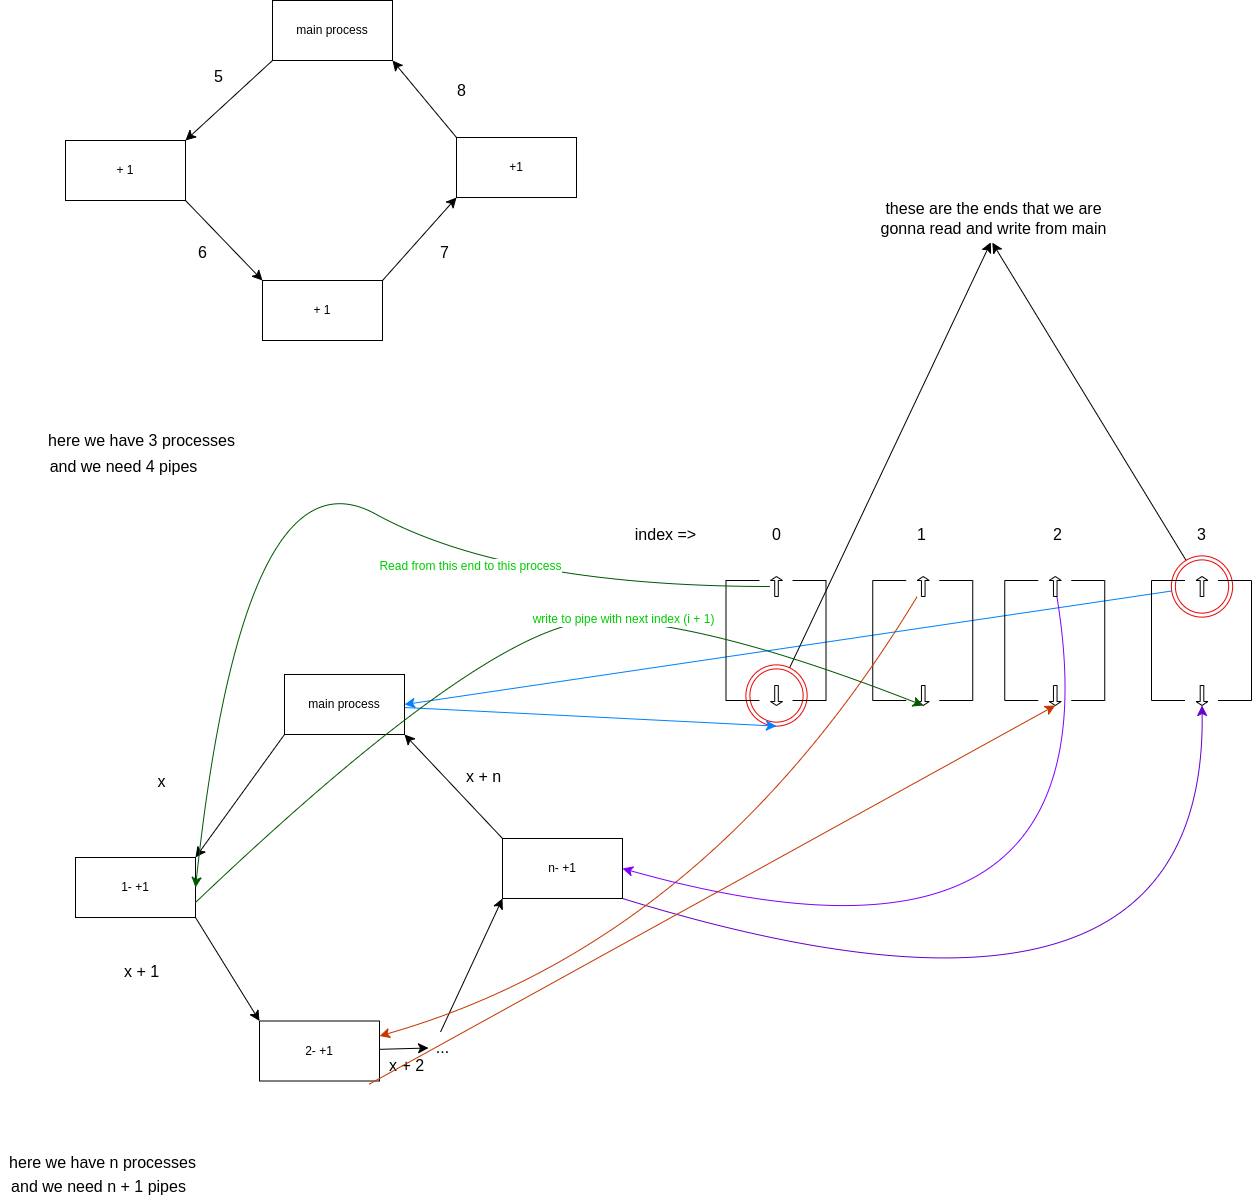 main process
5
8
+ 1
+1
6
7
+ 1
these are the ends that we are
gonna read and write from main
here we have 3 processes
and we need 4 pipes
index =>
0
1
2
3
Read from this end to this process
write to pipe with next index (i + 1)
main process
x
x + n
1- +1
n- +1
x + 1
2- +1
...
x + 2
here we have n processes
and we need n + 1 pipes